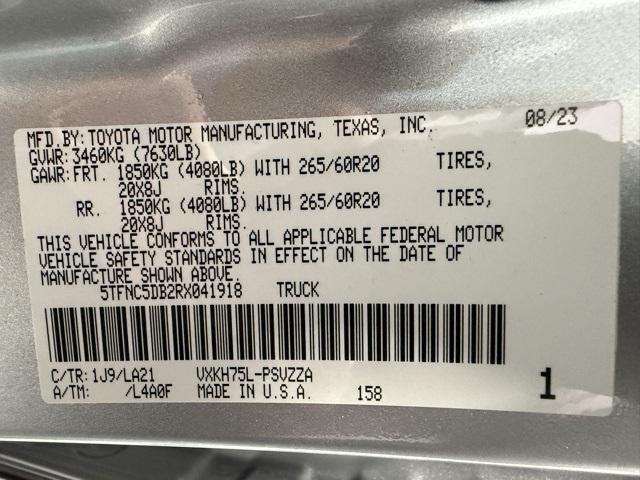 MFD.BY: TOYOTA MOTOR MANUFACTURING, TEXAS, INC. 08/23
GVWR: 3460KG (7630LB)
GAWR: FRT. 1850KG (4080LB) WITH 265/60R20 TIRES,
20X8J RIMS.
RR. 1850KG (4080LB) WITH 265/60R20 TIRES,
20X8J RIMS.
THIS VEHICLE CONFORMS TO ALL APPLICABLE FEDERAL MOTOR
VEHICLE SAFETY STANDARDS IN EFFECT ON THE DATE OF
MANUFACTURE SHOWN ABOVE.
5TFNC5DB2RX041918 TRUCK
C/TR: 1J9/LA21 VXKH75L-PSVZZA
A/TM: /L4A0F MADE IN U.S.A. 158 1